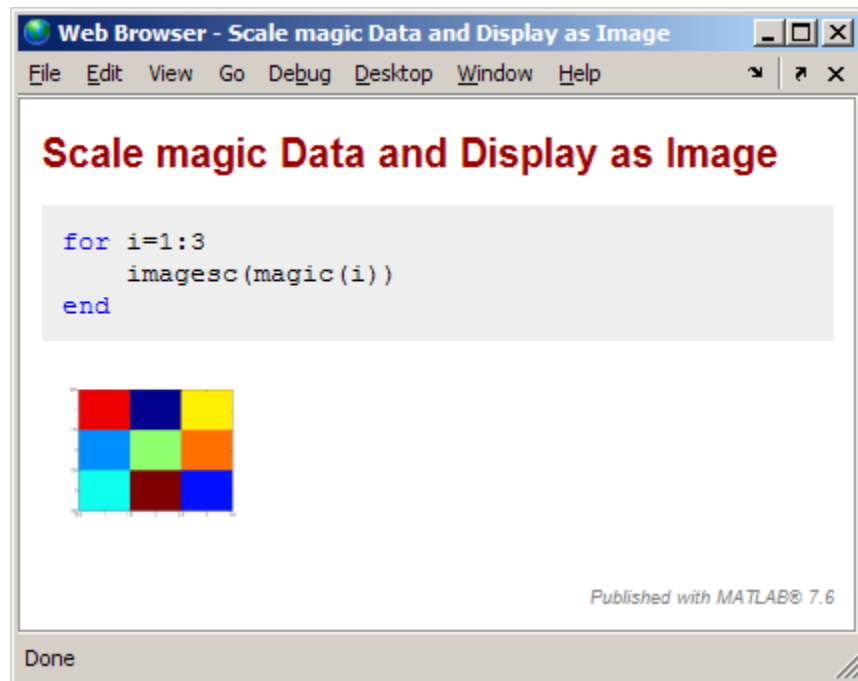 Web Browser - Scale magic Data and Display as Image
File Edit View Go Debug Desktop Window Help
Scale magic Data and Display as Image
for i=1:3
imagesc(magic(i))
end
Published with MATLAB® 7.6
Done